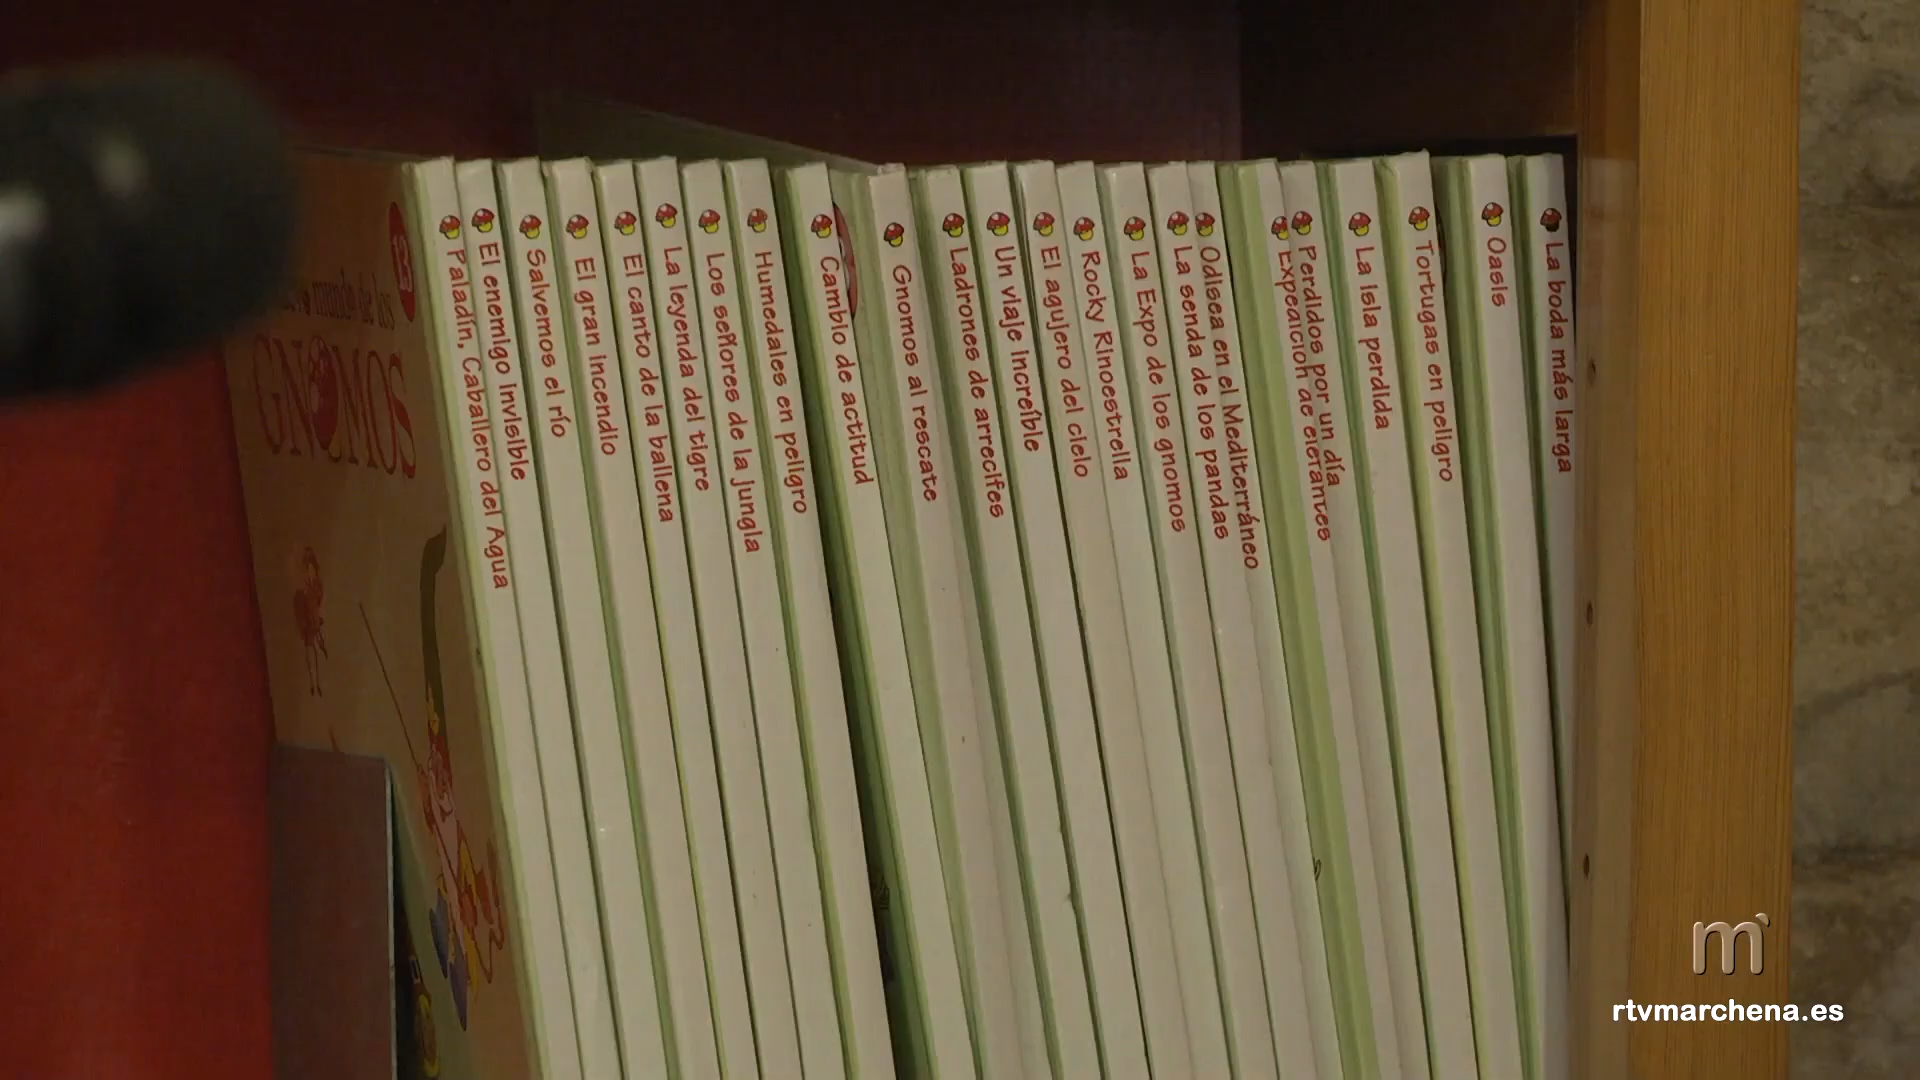 13
mundo de los
GNOMOS
Paladín, Caballero del Agua
El enemigo invisible
Salvemos el río
El gran incendio
El canto de la ballena
La leyenda del tigre
Los señores de la jungla
Humedales en peligro
Cambio de actitud
Gnomos al rescate
Ladrones de arrecifes
Un viaje increíble
El agujero del cielo
Rocky Rinoestrella
La Expo de los gnomos
La senda de los pandas
Odisea en el Mediterráneo
Expedición de elefantes
Perdidos por un día
La isla perdida
Tortugas en peligro
Oasis
La boda más larga
m
rtvmarchena.es